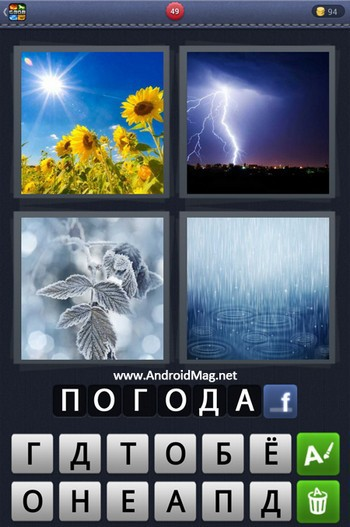 49
94
www.AndroidMag.net
ПОГОДА f
Г Д Т О Б Ё A
О Н Е А П Д